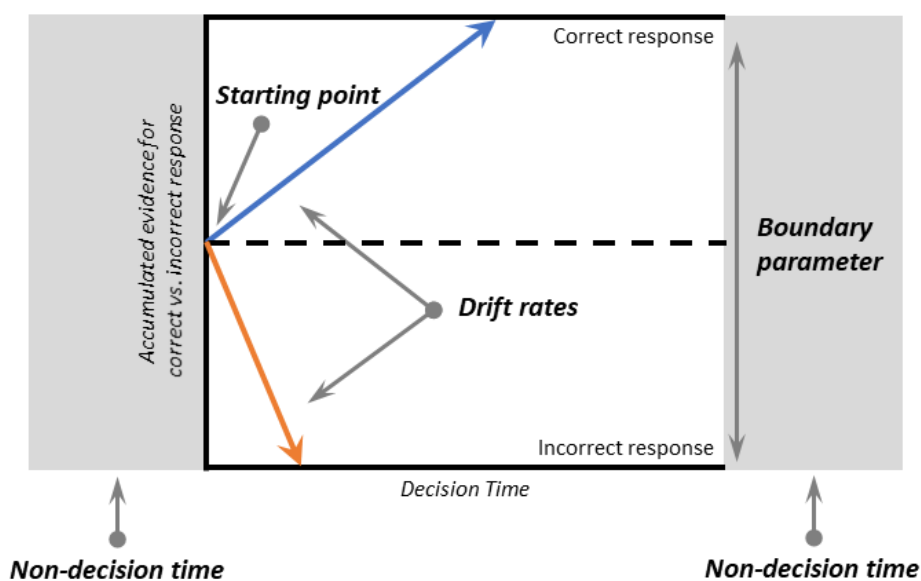 Correct response
Starting point
Accumulated evidence for
correct vs. incorrect response
Boundary
parameter
Drift rates
Incorrect response
Decision Time
Non-decision time
Non-decision time